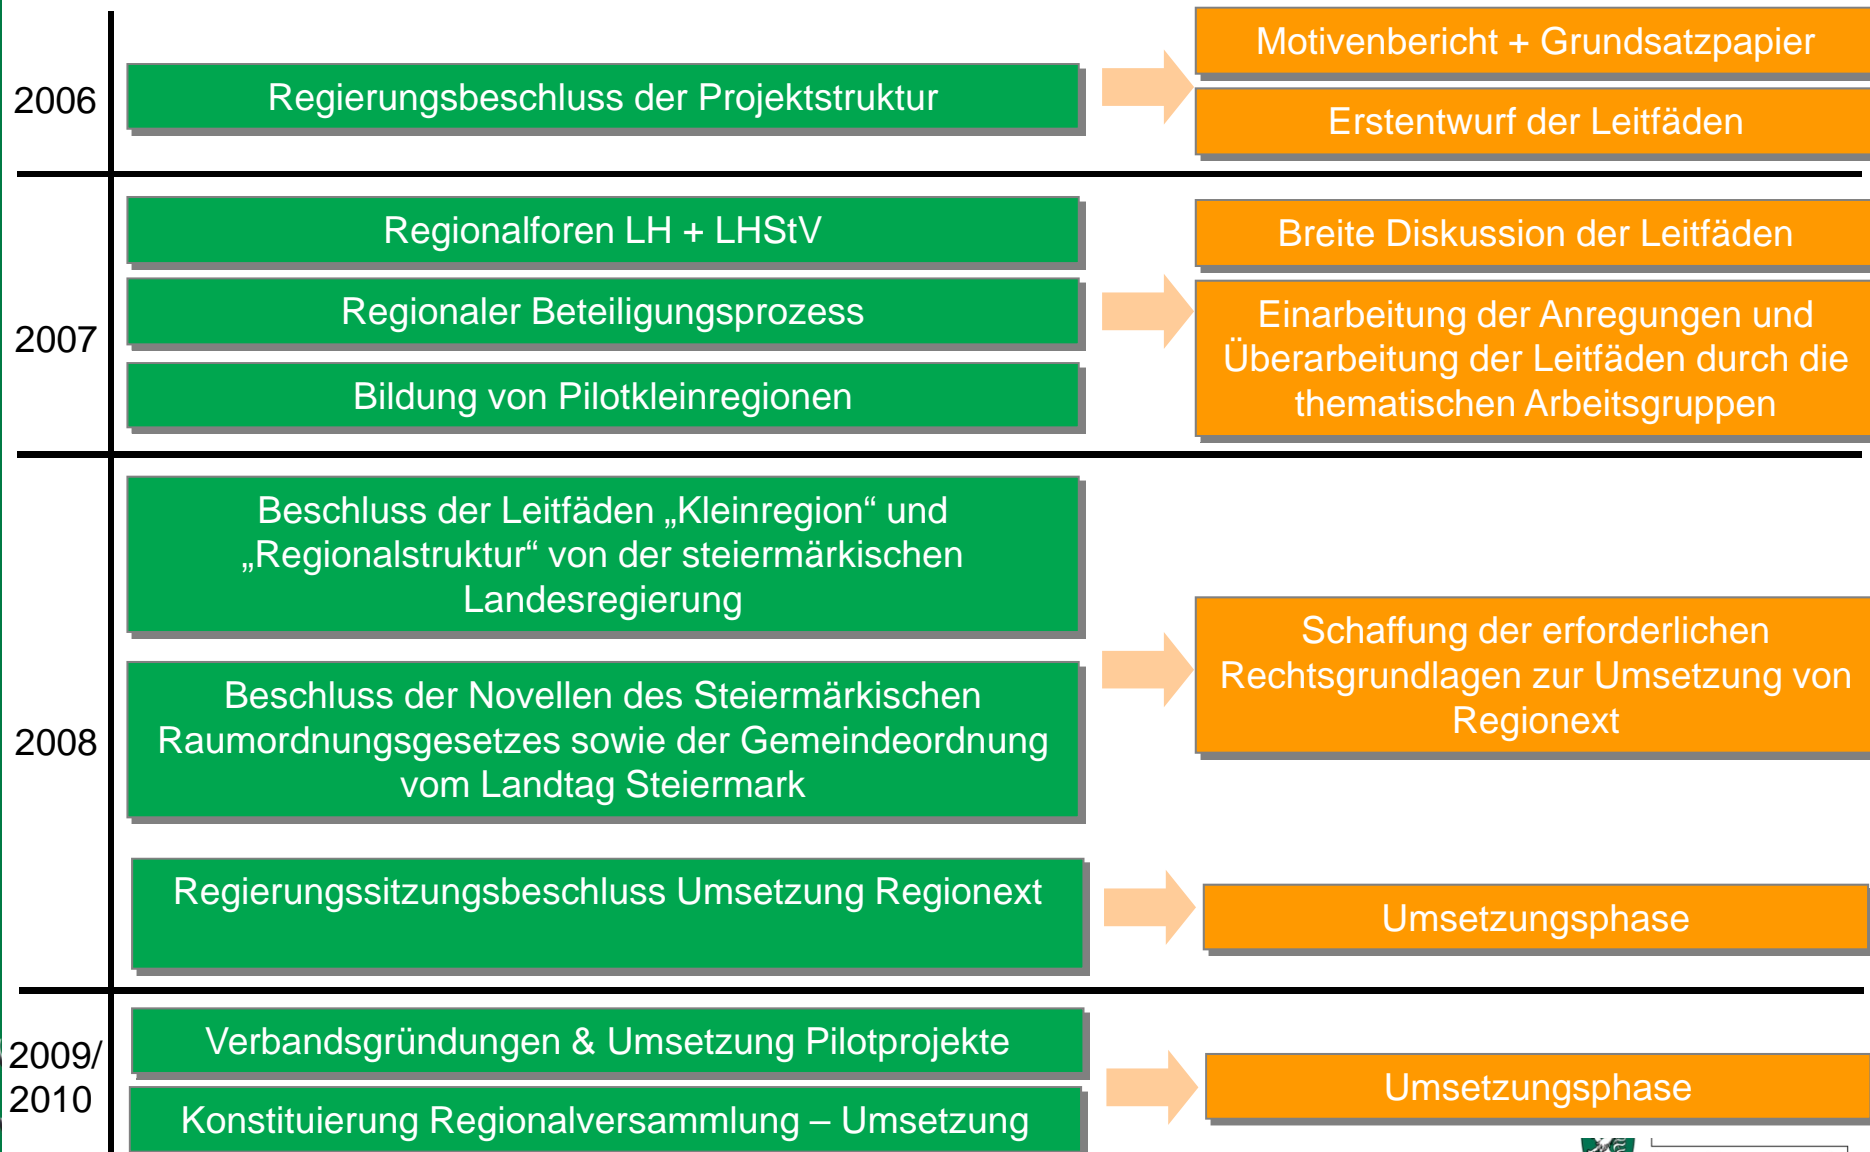 2006
Regierungsbeschluss der Projektstruktur
Motivenbericht + Grundsatzpapier
Erstentwurf der Leitfäden
2007
Regionalforen LH + LHStV
Regionaler Beteiligungsprozess
Bildung von Pilotkleinregionen
Breite Diskussion der Leitfäden
Einarbeitung der Anregungen und
Überarbeitung der Leitfäden durch die
thematischen Arbeitsgruppen
2008
Beschluss der Leitfäden „Kleinregion“ und
„Regionalstruktur“ von der steiermärkischen
Landesregierung
Beschluss der Novellen des Steiermärkischen
Raumordnungsgesetzes sowie der Gemeindeordnung
vom Landtag Steiermark
Schaffung der erforderlichen
Rechtsgrundlagen zur Umsetzung von
Regionext
Regierungssitzungsbeschluss Umsetzung Regionext
Umsetzungsphase
2009/
2010
Verbandsgründungen & Umsetzung Pilotprojekte
Konstituierung Regionalversammlung – Umsetzung
Umsetzungsphase